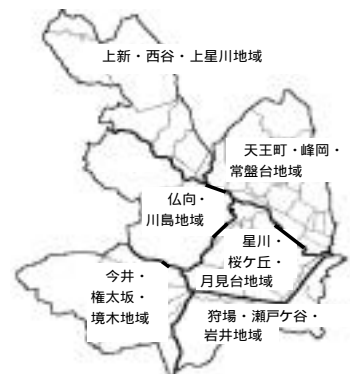 上新・西谷・上星川地域
天王町・峰岡・
常盤台地域
仏向・
川島地域
星川・
桜ケ丘・
月見台地域
今井・
権太坂・
境木地域
狩場・瀬戸ケ谷・
岩井地域